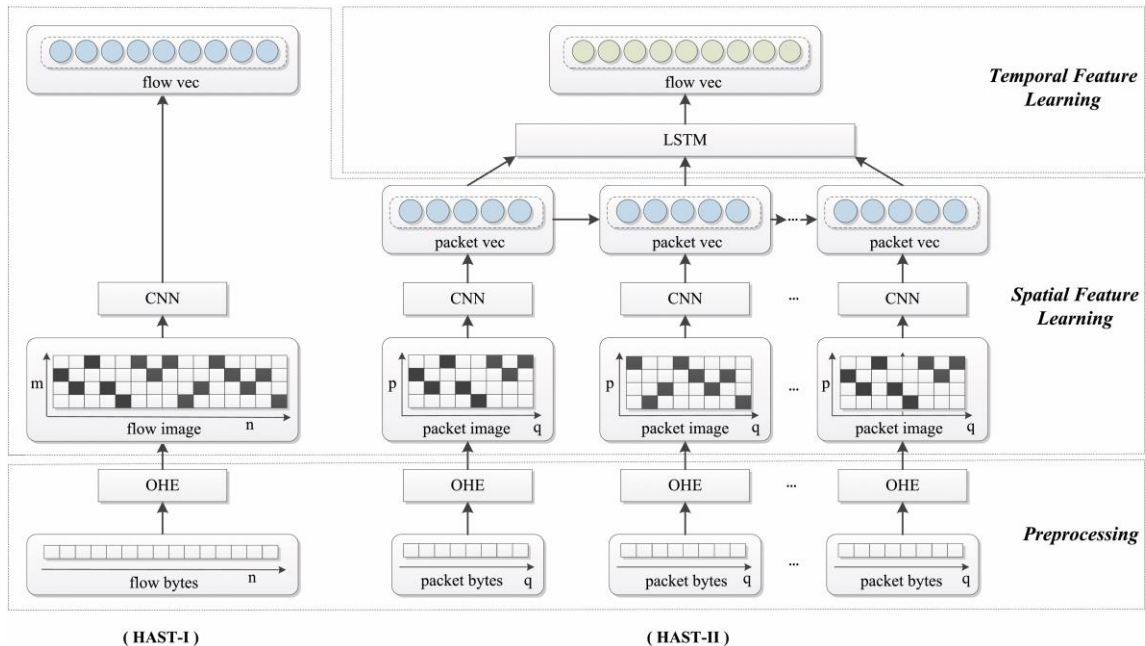 flow vec
flow vec
Temporal Feature
Learning
LSTM
packet vec
packet vec
...
packet vec
CNN
CNN
CNN
...
CNN
Spatial Feature
Learning
m
flow image
n
p
packet image
q
p
packet image
q
...
p
packet image
q
OHE
OHE
OHE
...
OHE
Preprocessing
flow bytes
n
packet bytes
q
packet bytes
q
...
packet bytes
q
( HAST-I )
( HAST-II )